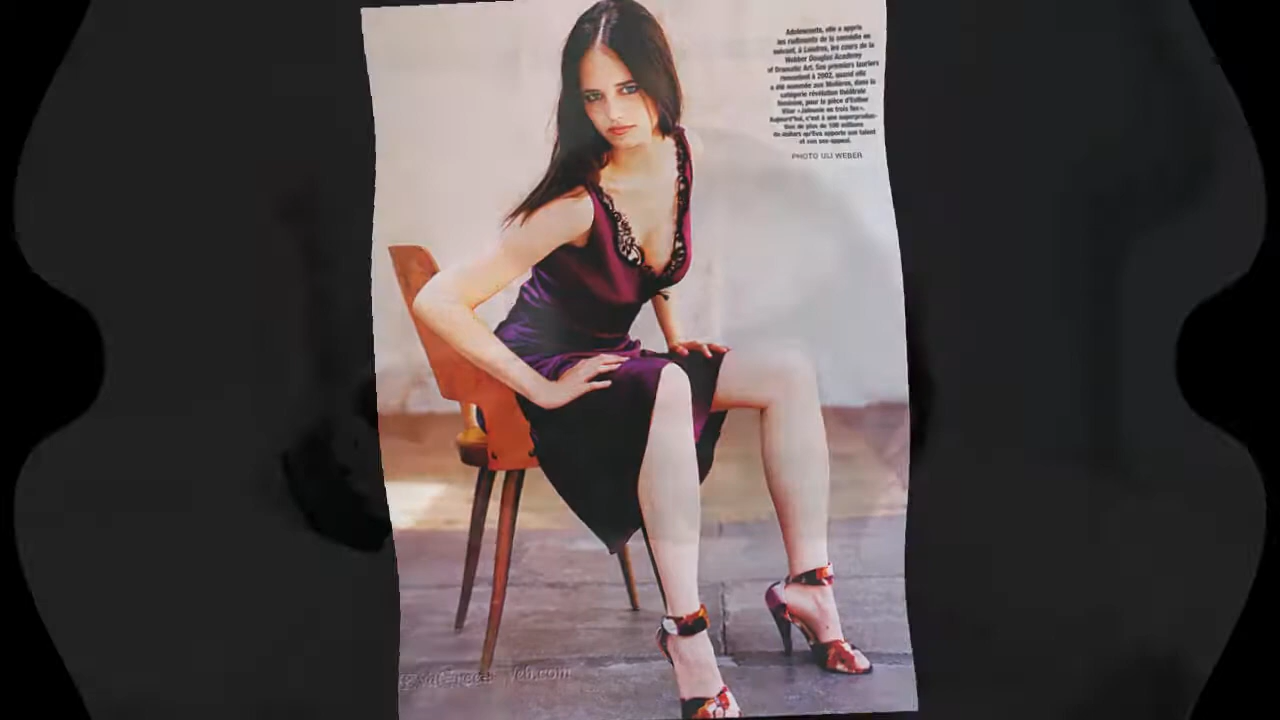 Adolescente, elle a appris
les rudiments de la comédie en
suivant, à Londres, les cours de la
Webber Douglas Academy
of Dramatic Art. Ses premiers lauriers
remontent à 2002, quand elle
a été nommée aux Molières, dans la
catégorie révélation théâtrale
féminine, pour la pièce d'Esther
Vilar « Jalousie en trois fax».
Aujourd'hui, c'est à une superproduc-
tion de plus de 100 millions
de dollars qu'Eva apporte son talent
et son sex-appeal.
PHOTO ULI WEBER